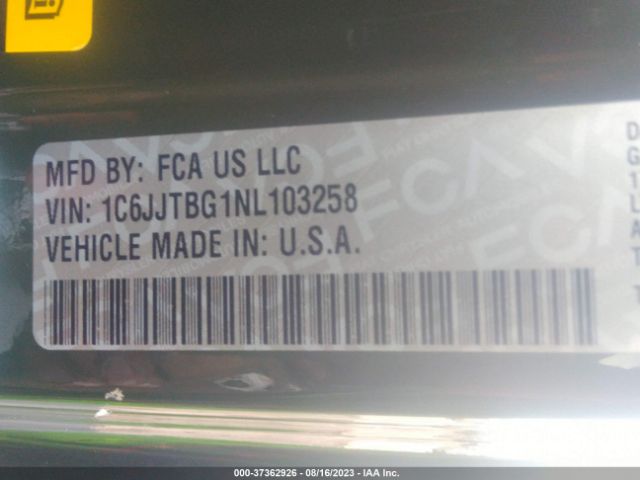 MFD BY: FCA US LLC
VIN: 1C6JJTBG1NL103258
VEHICLE MADE IN: U.S.A.
000-37362926 - 08/16/2023 - IAA Inc.